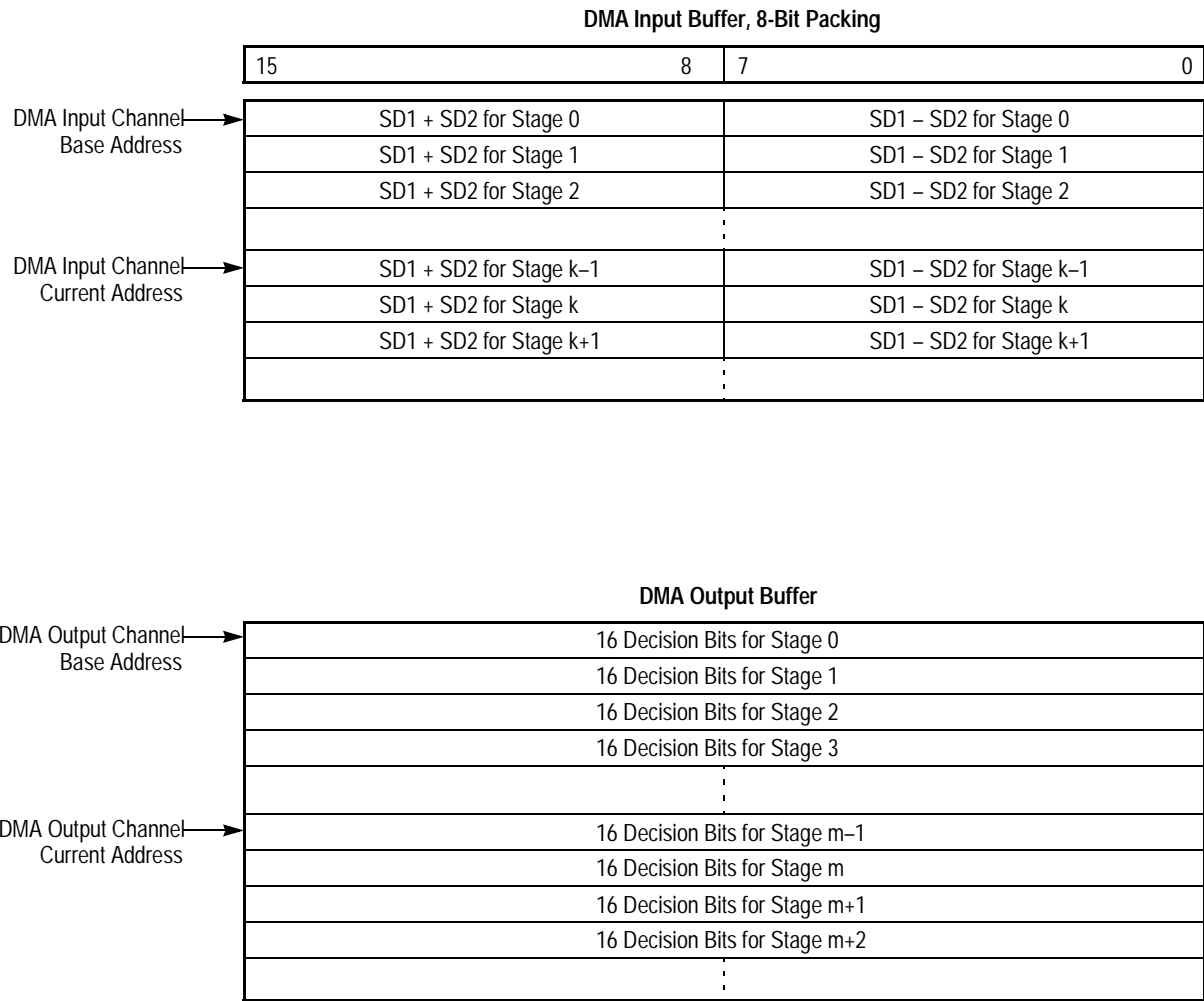 DMA Input Buffer, 8-Bit Packing
15 8 7 0
DMA Input Channel
Base Address
SD1 + SD2 for Stage 0 SD1 – SD2 for Stage 0
SD1 + SD2 for Stage 1 SD1 – SD2 for Stage 1
SD1 + SD2 for Stage 2 SD1 – SD2 for Stage 2
DMA Input Channel
Current Address
SD1 + SD2 for Stage k–1 SD1 – SD2 for Stage k–1
SD1 + SD2 for Stage k SD1 – SD2 for Stage k
SD1 + SD2 for Stage k+1 SD1 – SD2 for Stage k+1
DMA Output Buffer
DMA Output Channel
Base Address
16 Decision Bits for Stage 0
16 Decision Bits for Stage 1
16 Decision Bits for Stage 2
16 Decision Bits for Stage 3
DMA Output Channel
Current Address
16 Decision Bits for Stage m–1
16 Decision Bits for Stage m
16 Decision Bits for Stage m+1
16 Decision Bits for Stage m+2